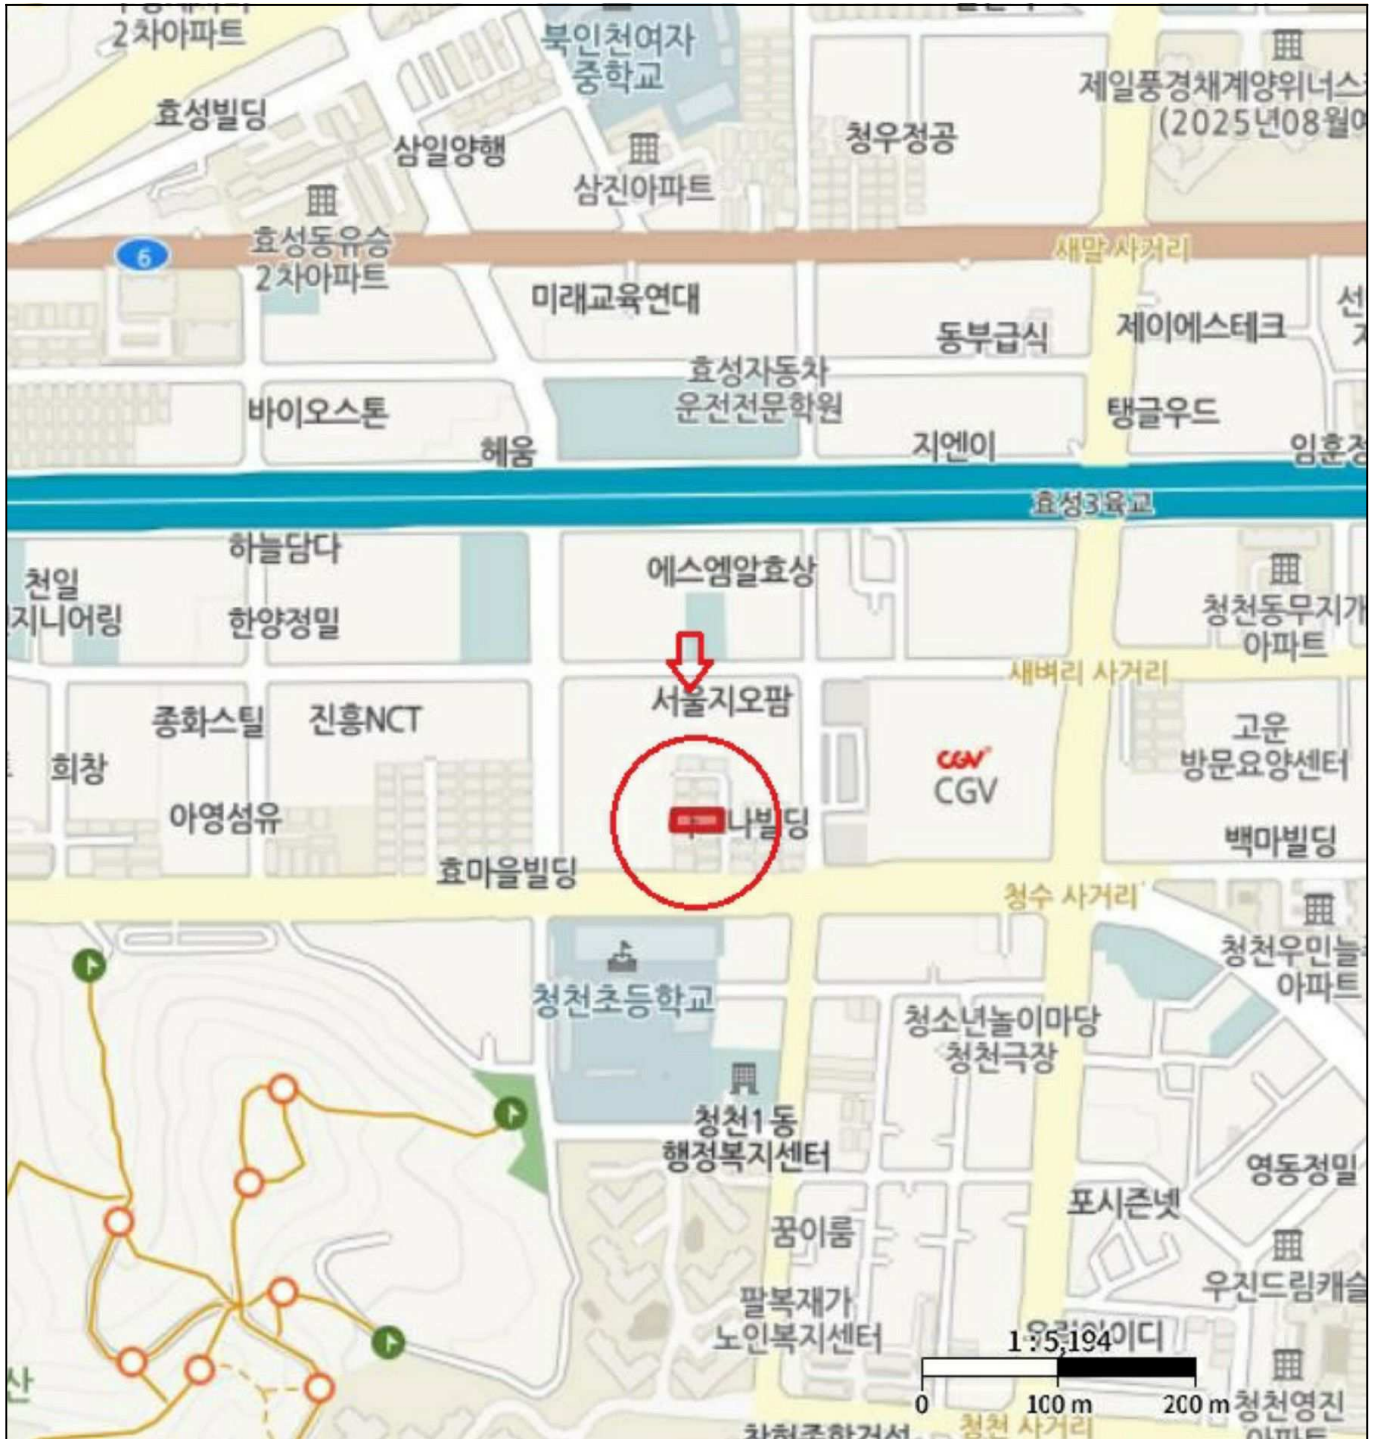 2차아파트
북인천여자
중학교
제일풍경채계양위너스
(2025년08월
효성빌딩
삼일양행
청우정공
삼진아파트
효성동유승
2차아파트
6
새말 사거리
미래교육연대
동부급식
제이에스테크
선
효성자동차
운전전문학원
바이오스톤
헤움
지엔이
탱글우드
임훈정
효성3육교
하늘담다
에스엠알효상
천일
지니어링
한양정밀
청천동무지개
아파트
새벼리 사거리
서울지오팜
종화스틸
진흥NCT
고운
방문요양센터
희창
CGV
CGV
아영섬유
나빌딩
백마빌딩
효마을빌딩
청수 사거리
청천우민늘
아파트
청천초등학교
청소년놀이마당
청천극장
청천1동
행정복지센터
영동정밀
포시즌넷
꿈이룸
우진드림캐슬
팔복재가
노인복지센터
이디
1:5,194
0 100 m 200 m
산
청천영진
아파트
청천 사거리